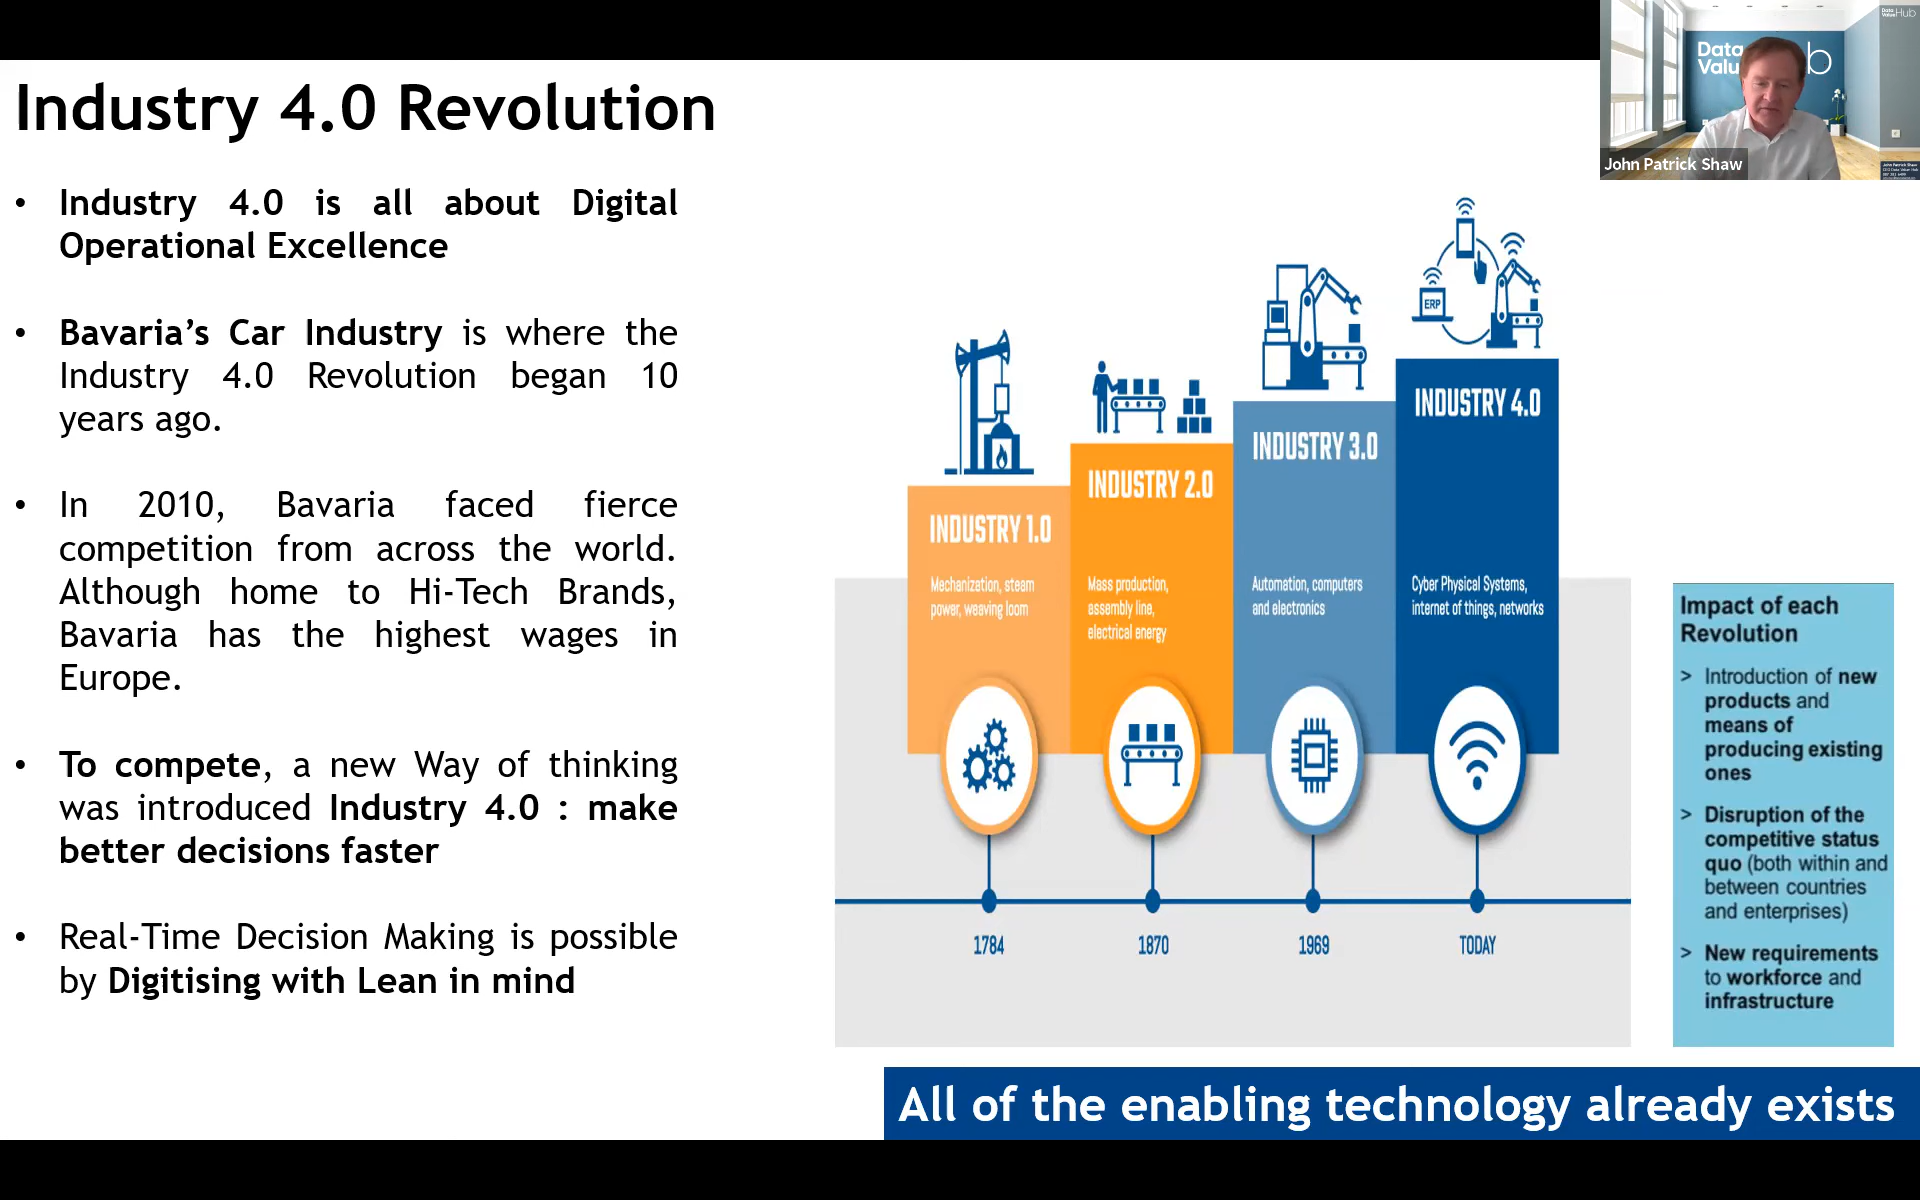 Industry 4.0 Revolution
• Industry 4.0 is all about Digital
Operational Excellence
• Bavaria’s Car Industry is where the
Industry 4.0 Revolution began 10
years ago.
• In 2010, Bavaria faced fierce
competition from across the world.
Although home to Hi-Tech Brands,
Bavaria has the highest wages in
Europe.
• To compete, a new Way of thinking
was introduced Industry 4.0 : make
better decisions faster
• Real-Time Decision Making is possible
by Digitising with Lean in mind
ERP
INDUSTRY 1.0
Mechanization, steam
power, weaving loom
INDUSTRY 2.0
Mass production,
assembly line,
electrical energy
INDUSTRY 3.0
Automation, computers
and electronics
INDUSTRY 4.0
Cyber Physical Systems,
internet of things, networks
1784
1870
1969
TODAY
Impact of each
Revolution
> Introduction of new
products and
means of
producing existing
ones
> Disruption of the
competitive status
quo (both within and
between countries
and enterprises)
> New requirements
to workforce and
infrastructure
All of the enabling technology already exists
Data
Valu b
Data
Value Hub
John Patrick Shaw